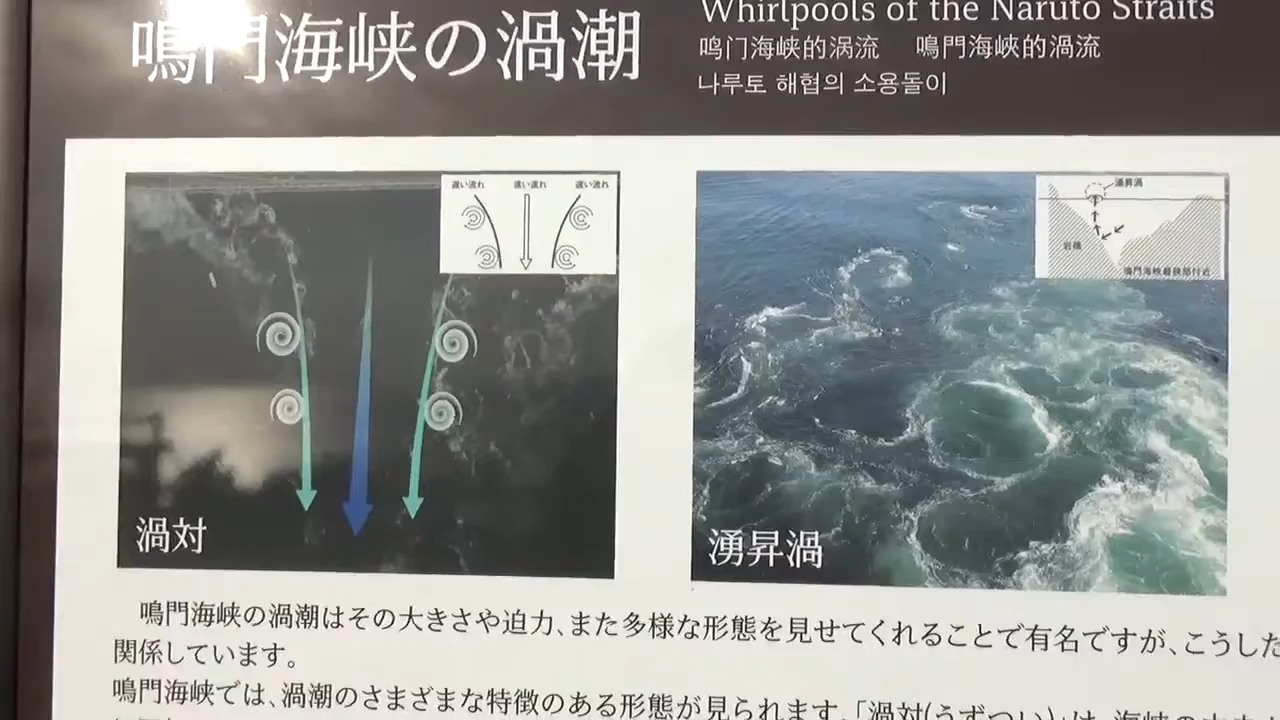 鳴門海峡の渦潮
Whirlpools of the Naruto Straits
鸣门海峡的涡流 鳴門海峽的渦流
나루토 해협의 소용돌이
遅い流れ 速い流れ 遅い流れ
渦対
湧昇渦
岩礁
鳴門海峡最狭部付近
湧昇渦
鳴門海峡の渦潮はその大きさや迫力、また多様な形態を見せてくれることで有名ですが、こうした
関係しています。
鳴門海峡では、渦潮のさまざまな特徴のある形態が見られます。「渦対(うずつい)」は、海峡の